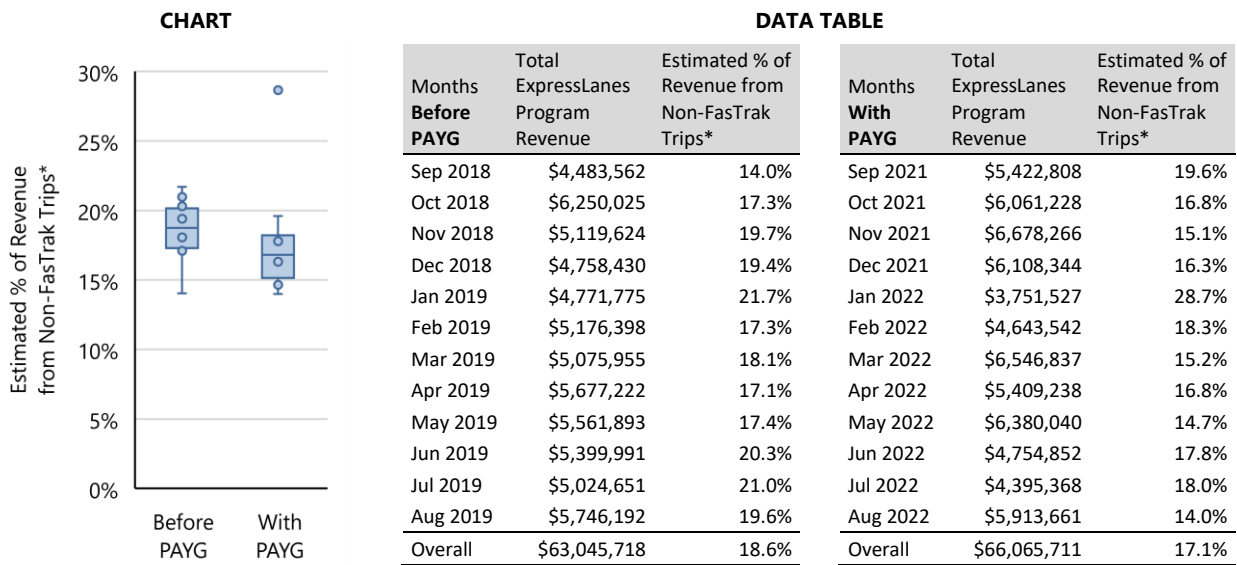 CHART
Estimated % of Revenue
from Non-FasTrak Trips*
30%
25%
20%
15%
10%
5%
0%
Before
PAYG
With
PAYG
DATA TABLE
Months
Before
PAYG
Total
ExpressLanes
Program
Revenue
Estimated % of
Revenue from
Non-FasTrak
Trips*
Sep 2018 $4,483,562 14.0%
Oct 2018 $6,250,025 17.3%
Nov 2018 $5,119,624 19.7%
Dec 2018 $4,758,430 19.4%
Jan 2019 $4,771,775 21.7%
Feb 2019 $5,176,398 17.3%
Mar 2019 $5,075,955 18.1%
Apr 2019 $5,677,222 17.1%
May 2019 $5,561,893 17.4%
Jun 2019 $5,399,991 20.3%
Jul 2019 $5,024,651 21.0%
Aug 2019 $5,746,192 19.6%
Overall $63,045,718 18.6%
Months
With
PAYG
Total
ExpressLanes
Program
Revenue
Estimated % of
Revenue from
Non-FasTrak
Trips*
Sep 2021 $5,422,808 19.6%
Oct 2021 $6,061,228 16.8%
Nov 2021 $6,678,266 15.1%
Dec 2021 $6,108,344 16.3%
Jan 2022 $3,751,527 28.7%
Feb 2022 $4,643,542 18.3%
Mar 2022 $6,546,837 15.2%
Apr 2022 $5,409,238 16.8%
May 2022 $6,380,040 14.7%
Jun 2022 $4,754,852 17.8%
Jul 2022 $4,395,368 18.0%
Aug 2022 $5,913,661 14.0%
Overall $66,065,711 17.1%